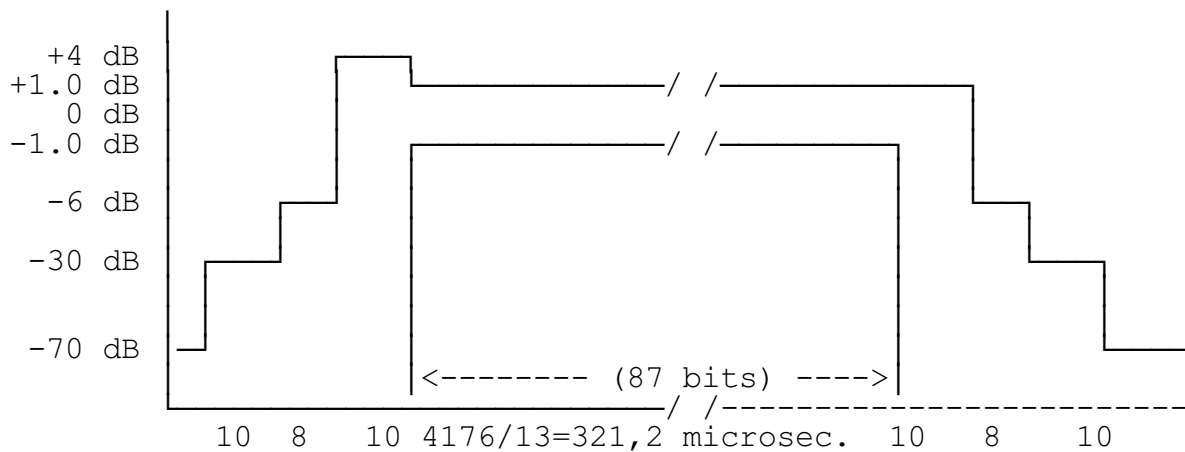 +4 dB
+1.0 dB
0 dB
-1.0 dB
-6 dB
-30 dB
-70 dB
<-------- (87 bits) ---->
10 8 10 4176/13=321,2 microsec. 10 8 10